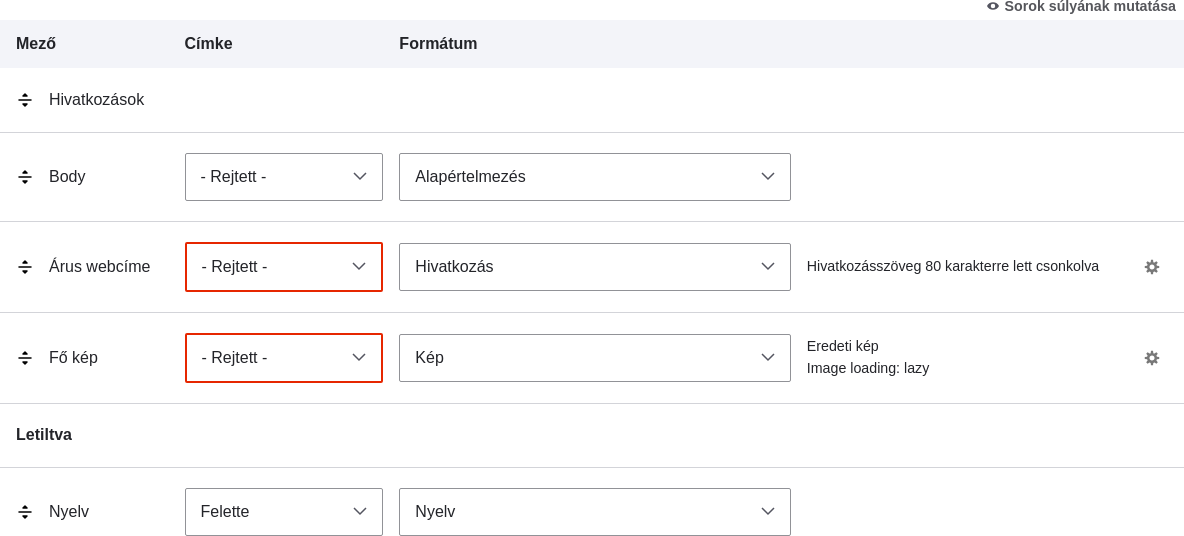 Sorok súlyának mutatása
Mező Címke Formátum
Hivatkozások
Body - Rejtett - Alapértelmezés
Árus webcíme - Rejtett - Hivatkozás Hivatkozásszöveg 80 karakterre lett csonkolva
Fő kép - Rejtett - Kép Eredeti kép
Image loading: lazy
Letiltva
Nyelv Felette Nyelv